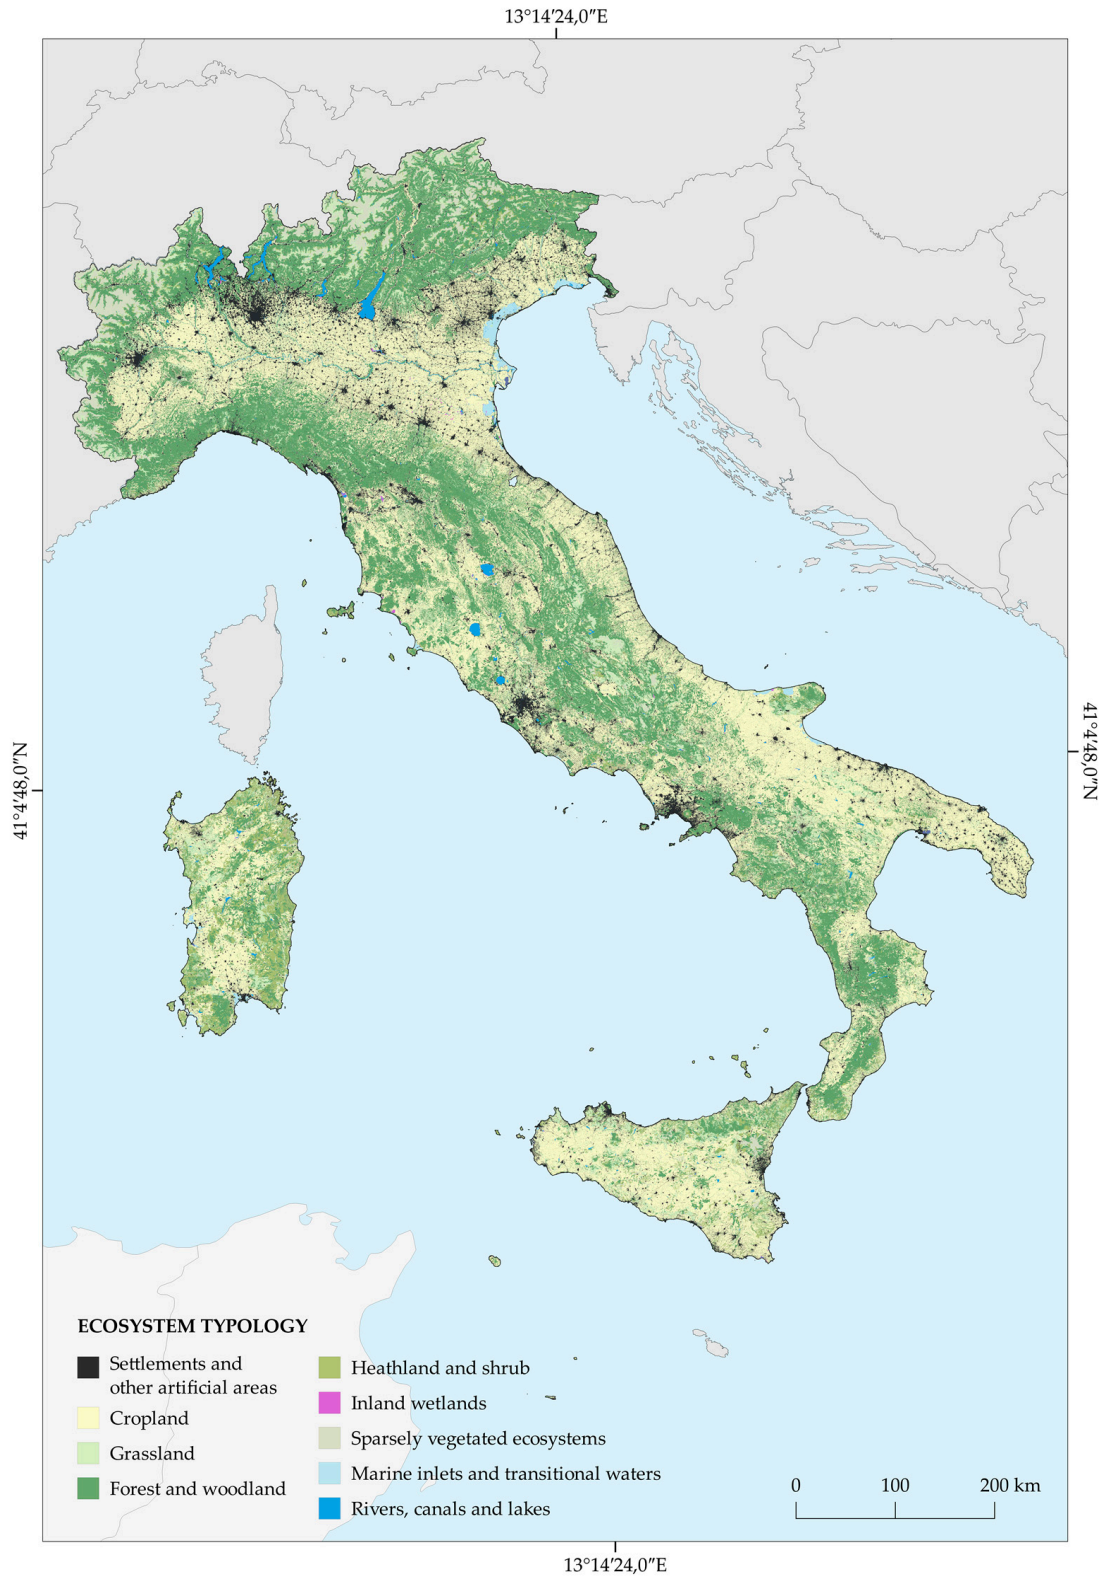 13°14′24,0″E
41°4′48,0″N
41°4′48,0″N
ECOSYSTEM TYPOLOGY
Settlements and
other artificial areas
Cropland
Grassland
Forest and woodland
Heathland and shrub
Inland wetlands
Sparsely vegetated ecosystems
Marine inlets and transitional waters
Rivers, canals and lakes
0 100 200 km
13°14′24,0″E